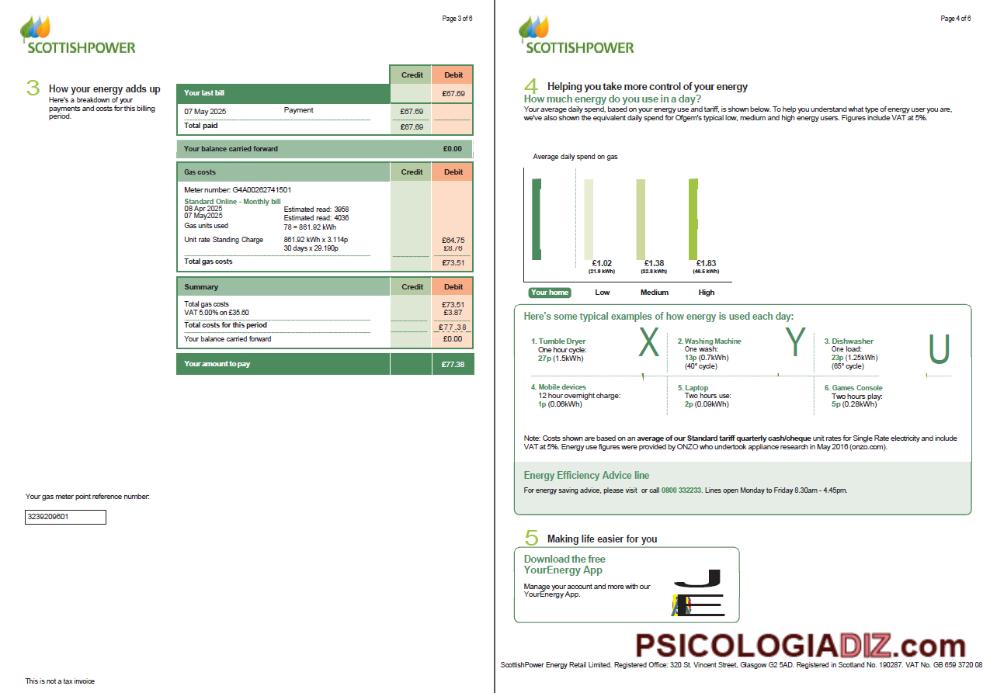 Page 3 of 6
SCOTTISHPOWER
3 How your energy adds up
Here's a breakdown of your
payments and costs for this billing
period.
Credit Debit
Your last bill £67.69
07 May 2025 Payment £67.69
Total paid £67.69
Your balance carried forward £0.00
Gas costs Credit Debit
Meter number: G4A00262741501
Standard Online - Monthly bill
08 Apr 2025 Estimated read: 3958
07 May2025 Estimated read: 4036
Gas units used 78 = 861.92 kWh
Unit rate Standing Charge 861.92 kWh x 3.114p £64.75
30 days x 29.190p £8.76
Total gas costs £73.51
Summary Credit Debit
Total gas costs £73.51
VAT 5.00% on £35.60 £3.87
Total costs for this period £77.38
Your balance carried forward £0.00
Your amount to pay £77.38
Your gas meter point reference number:
3239209601
This is not a tax invoice
Page 4 of 6
SCOTTISHPOWER
4 Helping you take more control of your energy
How much energy do you use in a day?
Your average daily spend, based on your energy use and tariff, is shown below. To help you understand what type of energy user you are,
we've also shown the equivalent daily spend for Ofgem's typical low, medium and high energy users. Figures include VAT at 5%.
Average daily spend on gas
£1.02 £1.38 £1.83
(21.9 kWh) (32.8 kWh) (46.5 kWh)
Your home Low Medium High
Here's some typical examples of how energy is used each day:
1. Tumble Dryer
One hour cycle:
27p (1.5kWh)
X
2. Washing Machine
One wash:
13p (0.7kWh)
(40° cycle)
Y
3. Dishwasher
One load:
23p (1.25kWh)
(65° cycle)
U
4. Mobile devices
12 hour overnight charge:
1p (0.06kWh)
5. Laptop
Two hours use:
2p (0.09kWh)
6. Games Console
Two hours play:
5p (0.28kWh)
Note: Costs shown are based on an average of our Standard tariff quarterly cash/cheque unit rates for Single Rate electricity and include
VAT at 5%. Energy use figures were provided by ONZO who undertook appliance research in May 2016 (onzo.com).
Energy Efficiency Advice line
For energy saving advice, please visit or call 0800 332233. Lines open Monday to Friday 8.30am - 4.45pm.
5 Making life easier for you
Download the free
YourEnergy App
Manage your account and more with our
YourEnergy App.
PSICOLOGIADIZ.com
ScottishPower Energy Retail Limited. Registered Office: 320 St. Vincent Street, Glasgow G2 5AD. Registered in Scotland No. 190287. VAT No. GB 659 3720 08